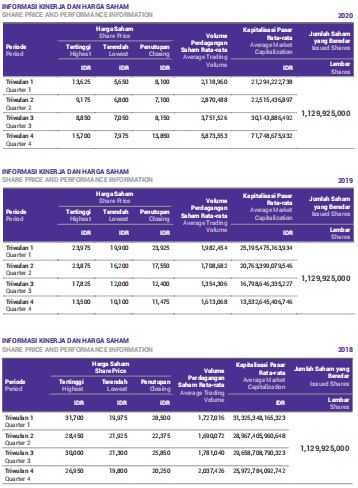 INFORMASI KINERJA DAN HARGA SAHAM
SHARE PRICE AND PERFORMANCE INFORMATION 2020
Periode
Period
Harga Saham
Share Price
Tertinggi
Highest
Terendah
Lowest
Penutupan
Closing
Volume
Perdagangan
Saham Rata-rata
Average Trading
Volume
Kapitalisasi Pasar
Rata-rata
Average Market
Capitalization
Jumlah Saham
yang Beredar
Issued Shares
IDR IDR IDR IDR Lembar
Shares
Triwulan 1 13,625 5,650 8,100 2,118,960 21,294,222,738
Quarter 1
Triwulan 2 9,175 6,800 7,100 2,870,488 22,515,436,897
Quarter 2
1,129,925,000
Triwulan 3 8,850 7,050 8,150 3,751,526 30,143,886,492
Quarter 3
Triwulan 4 15,700 7,975 13,850 5,873,553 71,748,675,932
Quarter 4
INFORMASI KINERJA DAN HARGA SAHAM
SHARE PRICE AND PERFORMANCE INFORMATION 2019
Periode
Period
Harga Saham
Share Price
Tertinggi
Highest
Terendah
Lowest
Penutupan
Closing
Volume
Perdagangan
Saham Rata-rata
Average Trading
Volume
Kapitalisasi Pasar
Rata-rata
Average Market
Capitalization
Jumlah Saham
yang Beredar
Issued Shares
IDR IDR IDR IDR Lembar
Shares
Triwulan 1 23,975 19,900 23,925 1,982,454 25,195,475,163,934
Quarter 1
Triwulan 2 23,875 16,200 17,550 1,708,682 20,763,399,079,546
Quarter 2
1,129,925,000
Triwulan 3 17,825 12,000 12,400 1,354,306 16,798,646,335,227
Quarter 3
Triwulan 4 13,500 10,100 11,475 1,613,068 13,532,645,406,746
Quarter 4
INFORMASI KINERJA DAN HARGA SAHAM
SHARE PRICE AND PERFORMANCE INFORMATION 2018
Periode
Period
Harga Saham
Share Price
Tertinggi
Highest
Terendah
Lowest
Penutupan
Closing
Volume
Perdagangan
Saham Rata-rata
Average Trading
Volume
Kapitalisasi Pasar
Rata-rata
Average Market
Capitalization
Jumlah Saham yang
Beredar
Issued Shares
IDR IDR IDR IDR Lembar
Shares
Triwulan 1 31,700 19,975 28,500 1,727,016 31,325,348,165,323
Quarter 1
Triwulan 2 28,450 21,925 22,375 1,690,072 28,967,405,960,648
Quarter 2
1,129,925,000
Triwulan 3 30,000 21,300 25,850 1,781,040 29,658,708,790,323
Quarter 3
Triwulan 4 26,950 19,800 20,250 2,037,426 25,972,784,092,742
Quarter 4